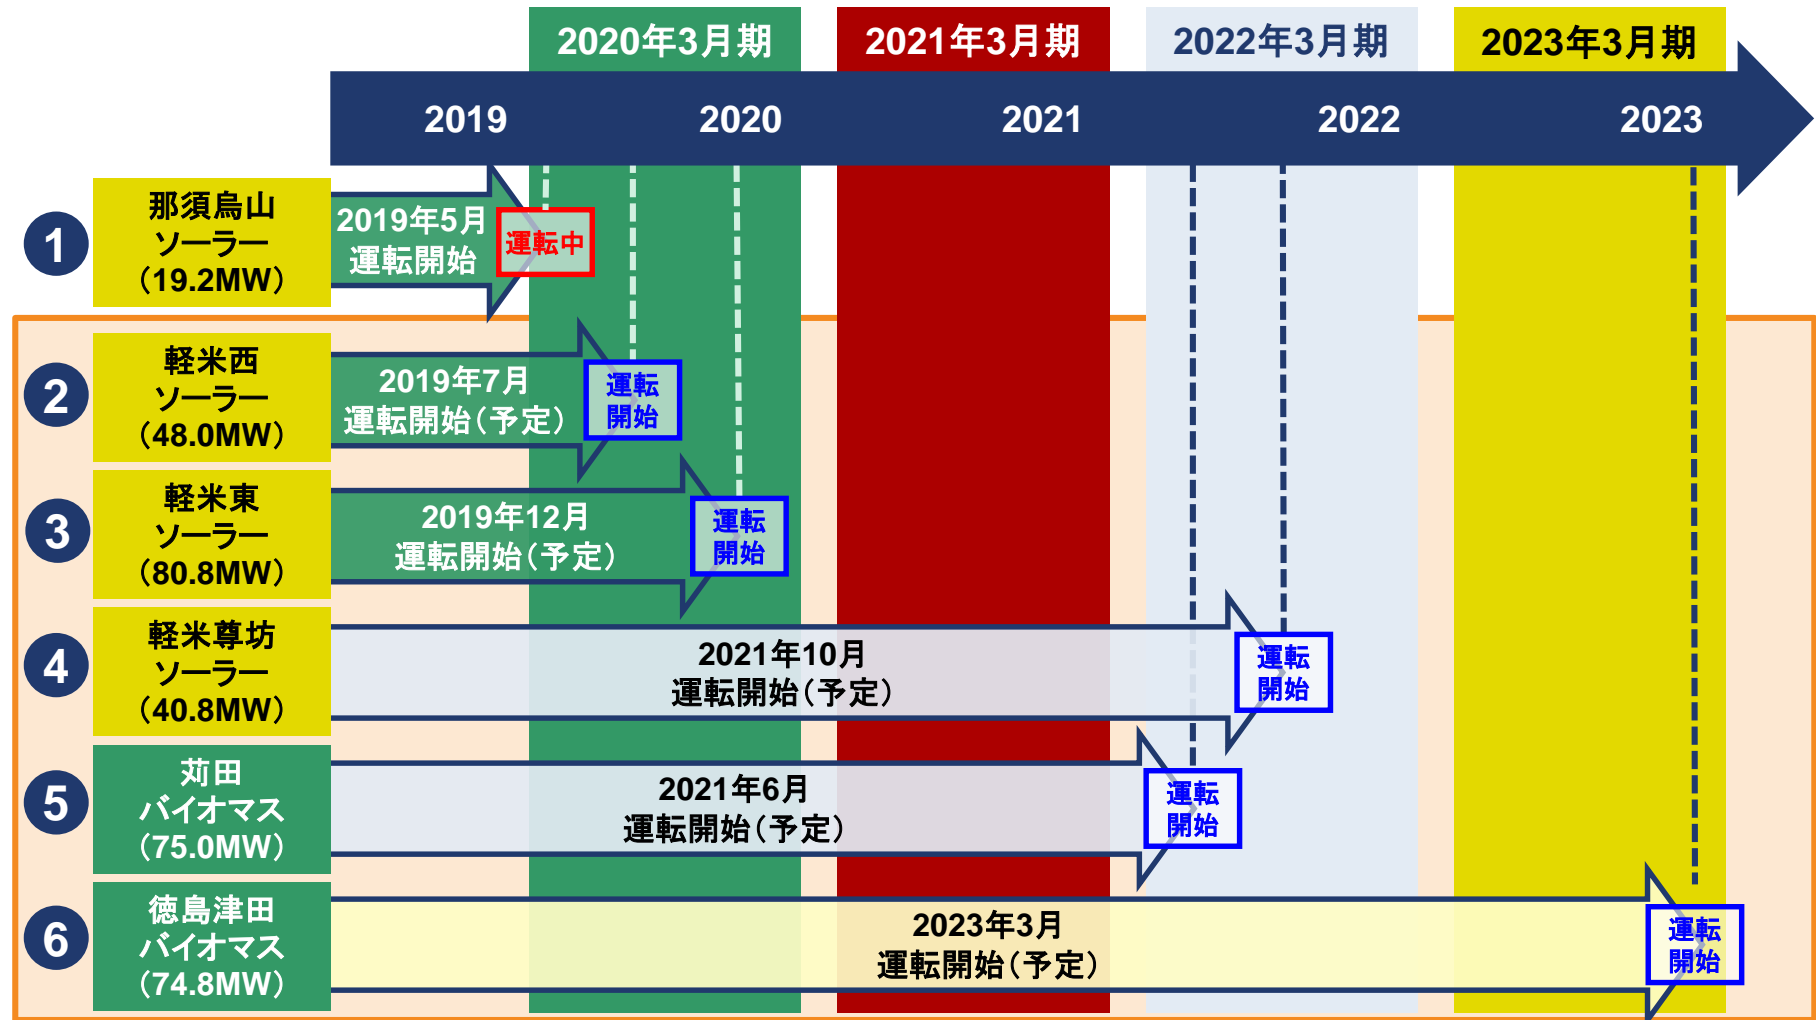 2020年3月期
2021年3月期
2022年3月期
2023年3月期
2019
2020
2021
2022
2023
1
那須烏山
ソーラー
（19.2MW）
2019年5月
運転開始
運転中
2
軽米西
ソーラー
（48.0MW）
2019年7月
運転開始（予定）
運転
開始
3
軽米東
ソーラー
（80.8MW）
2019年12月
運転開始（予定）
運転
開始
4
軽米尊坊
ソーラー
（40.8MW）
2021年10月
運転開始（予定）
運転
開始
5
苅田
バイオマス
（75.0MW）
2021年6月
運転開始（予定）
運転
開始
6
徳島津田
バイオマス
（74.8MW）
2023年3月
運転開始（予定）
運転
開始